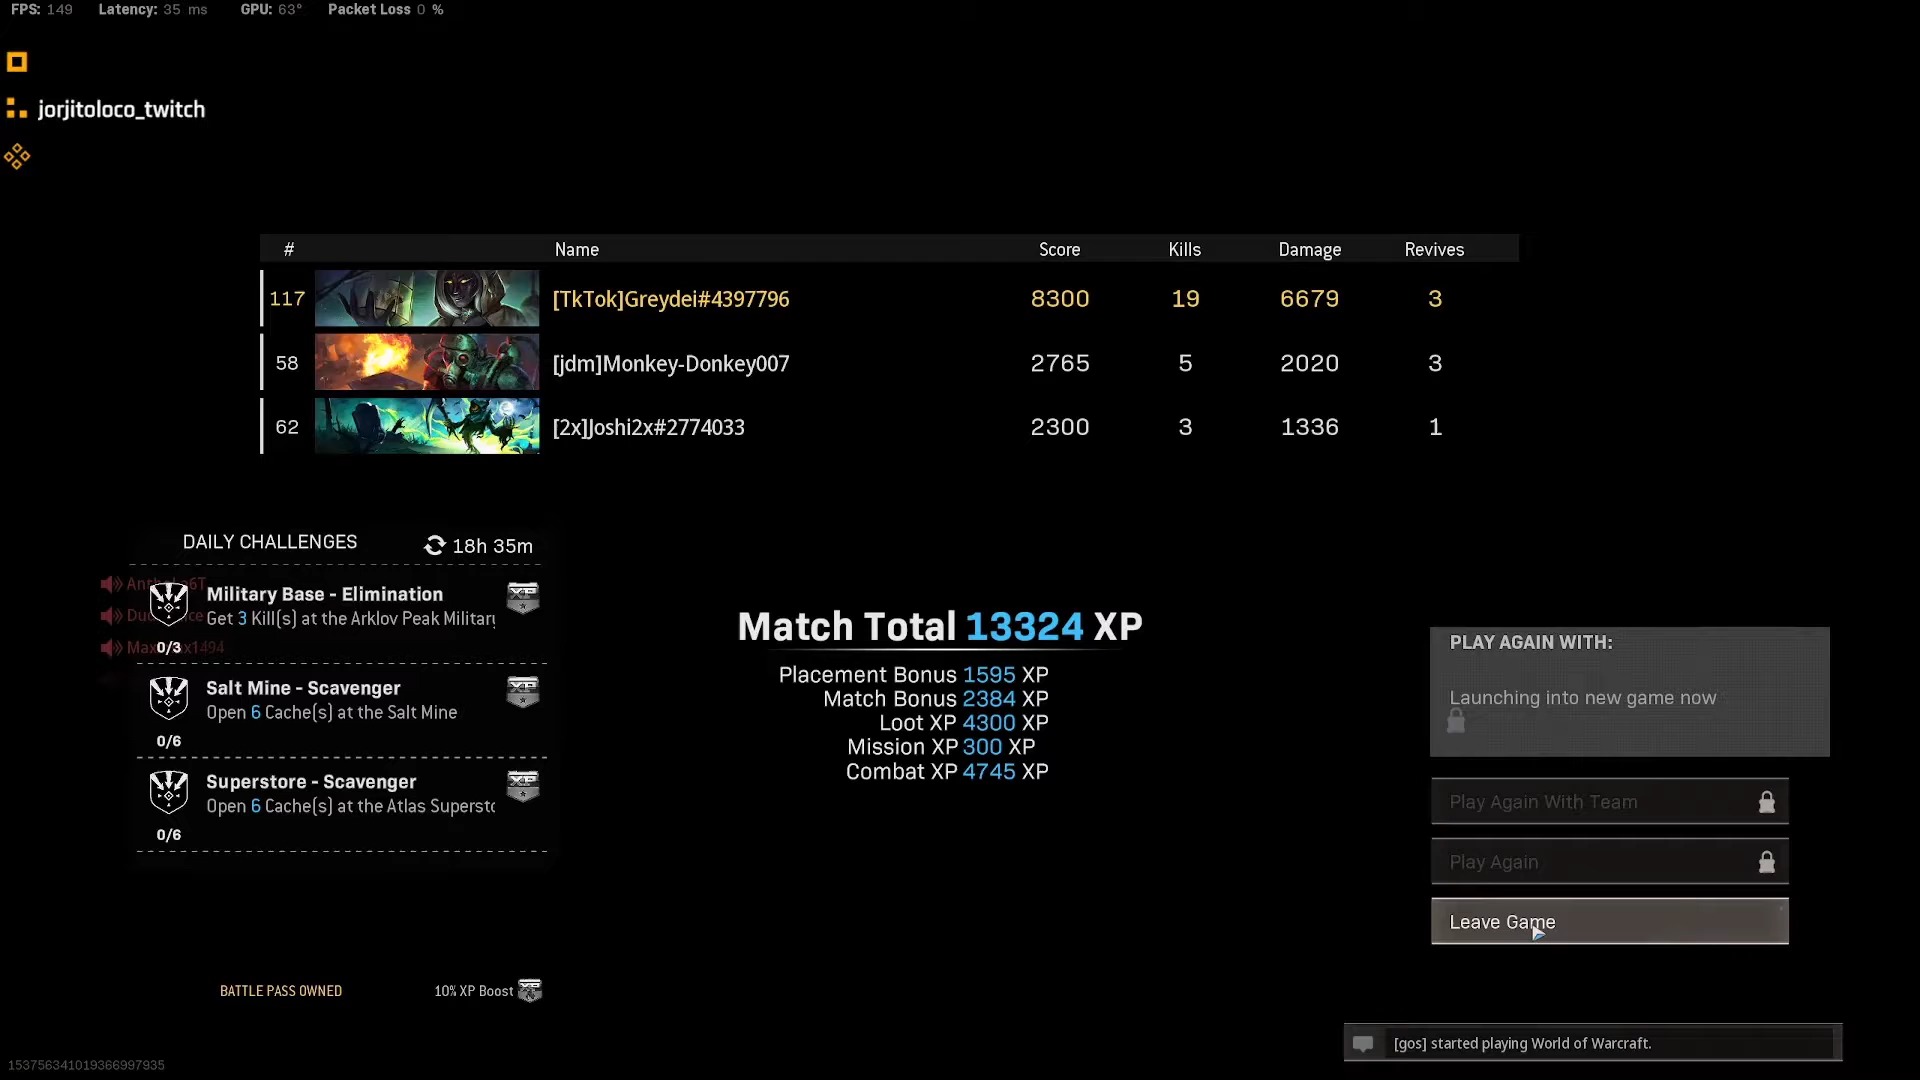 FPS: 149 Latency: 35 ms GPU: 63° Packet Loss 0 %
jorjitoloco_twitch
# Name Score Kills Damage Revives
117 [TkTok]Greydei#4397796 8300 19 6679 3
58 [jdm]Monkey-Donkey007 2765 5 2020 3
62 [2x]Joshi2x#2774033 2300 3 1336 1
DAILY CHALLENGES 18h 35m
Military Base - Elimination
Get 3 Kill(s) at the Arklov Peak Military
0/3
Salt Mine - Scavenger
Open 6 Cache(s) at the Salt Mine
0/6
Superstore - Scavenger
Open 6 Cache(s) at the Atlas Supersto
0/6
BATTLE PASS OWNED 10% XP Boost
Match Total 13324 XP
Placement Bonus 1595 XP
Match Bonus 2384 XP
Loot XP 4300 XP
Mission XP 300 XP
Combat XP 4745 XP
PLAY AGAIN WITH:
Launching into new game now
Play Again With Team
Play Again
Leave Game
[gos] started playing World of Warcraft.
153756341019366997935